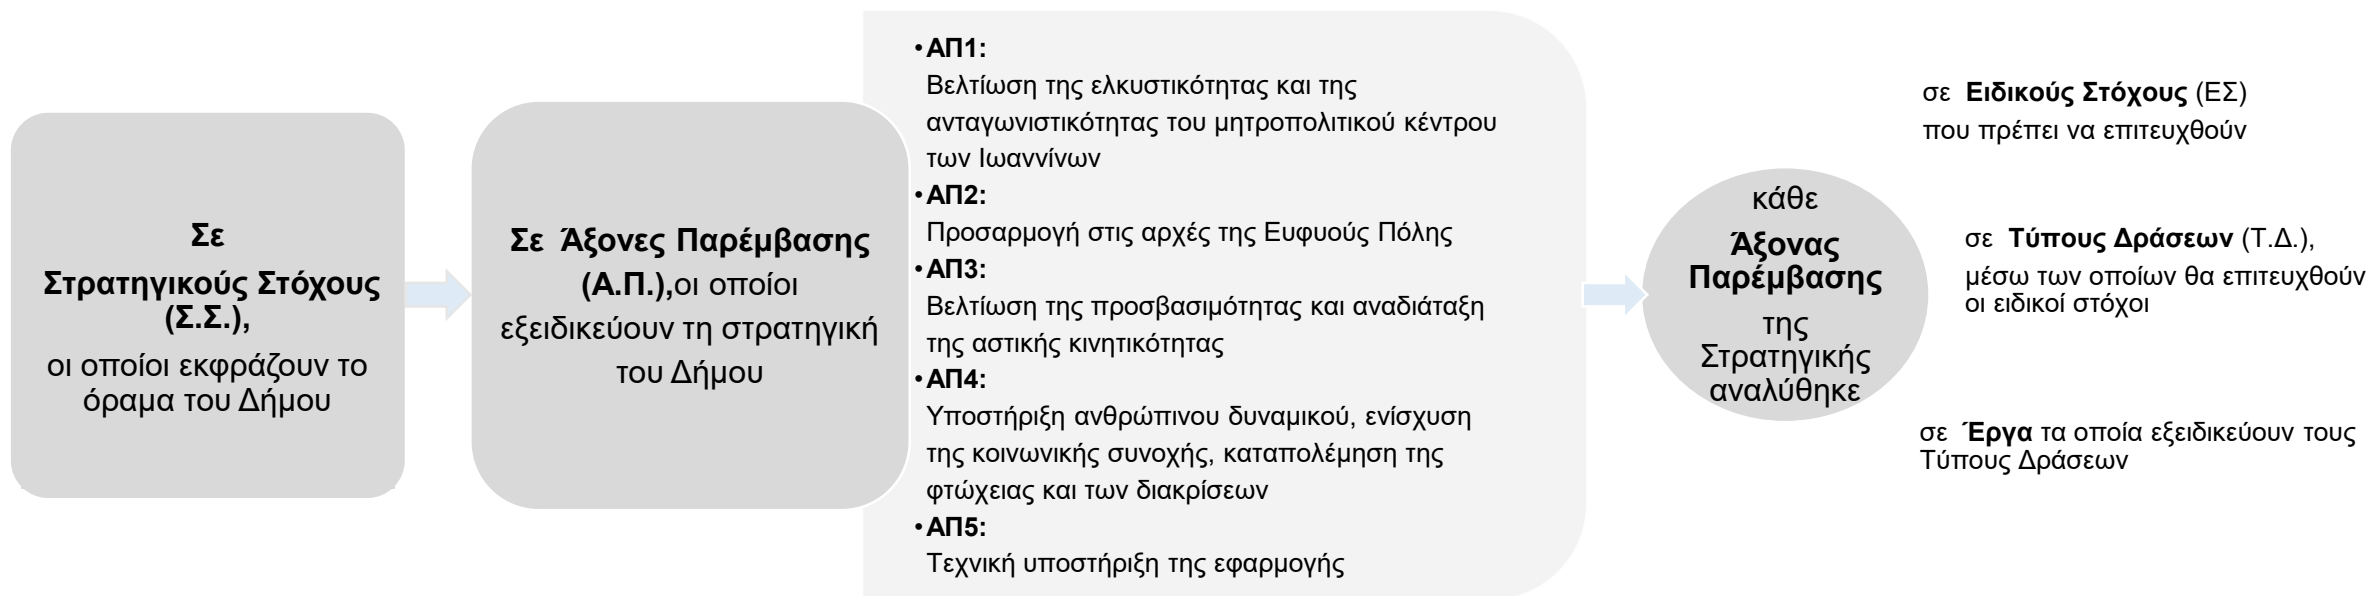 Σε
Στρατηγικούς Στόχους
(Σ.Σ.),
οι οποίοι εκφράζουν το
όραμα του Δήμου
Σε Άξονες Παρέμβασης
(Α.Π.),οι οποίοι
εξειδικεύουν τη στρατηγική
του Δήμου
•ΑΠ1:
Βελτίωση της ελκυστικότητας και της
ανταγωνιστικότητας του μητροπολιτικού κέντρου
των Ιωαννίνων
•ΑΠ2:
Προσαρμογή στις αρχές της Ευφυούς Πόλης
•ΑΠ3:
Βελτίωση της προσβασιμότητας και αναδιάταξη
της αστικής κινητικότητας
•ΑΠ4:
Υποστήριξη ανθρώπινου δυναμικού, ενίσχυση
της κοινωνικής συνοχής, καταπολέμηση της
φτώχειας και των διακρίσεων
•ΑΠ5:
Τεχνική υποστήριξη της εφαρμογής
κάθε
Άξονας
Παρέμβασης
της
Στρατηγικής
αναλύθηκε
σε Ειδικούς Στόχους (ΕΣ)
που πρέπει να επιτευχθούν
σε Τύπους Δράσεων (Τ.Δ.),
μέσω των οποίων θα επιτευχθούν
οι ειδικοί στόχοι
σε Έργα τα οποία εξειδικεύουν τους
Τύπους Δράσεων